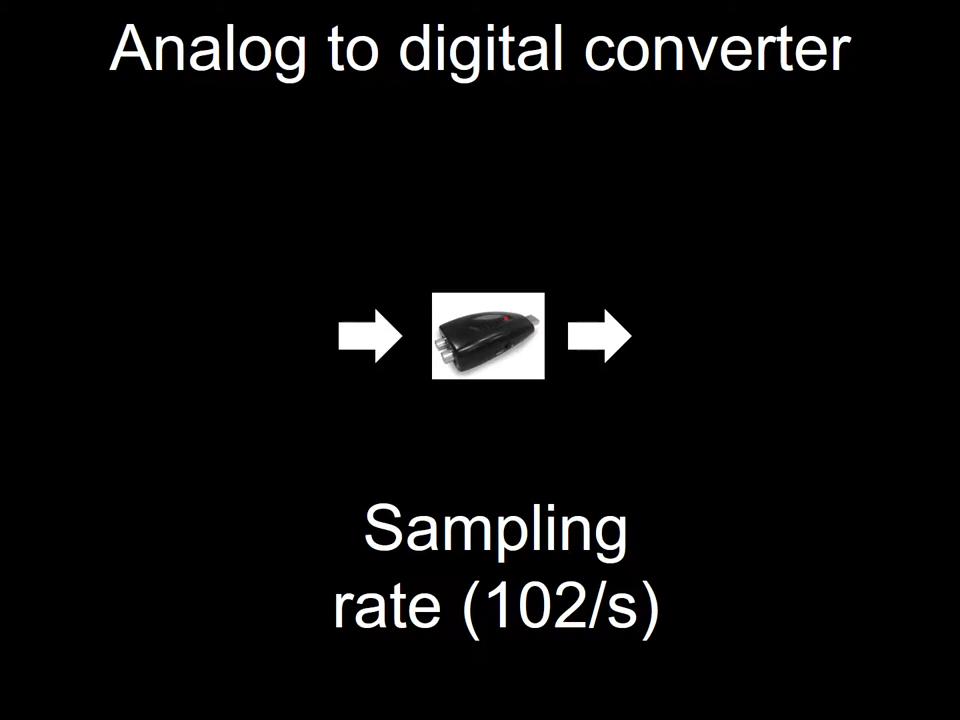 Analog to digital converter
Sampling
rate (102/s)